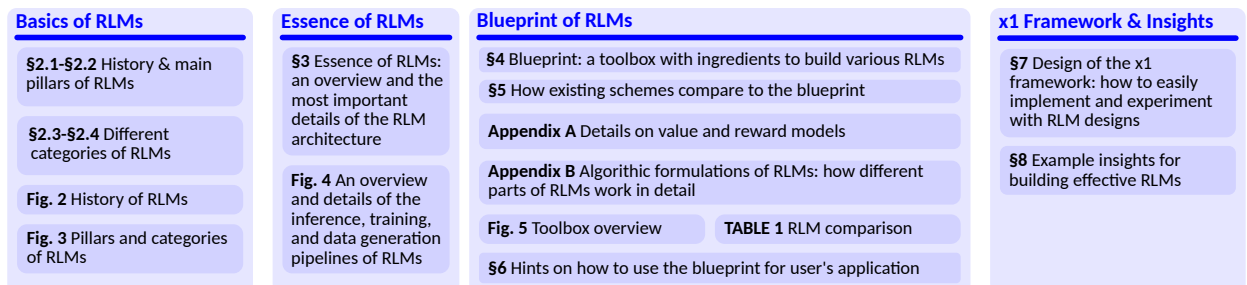 Basics of RLMs
§2.1-§2.2 History & main
pillars of RLMs
§2.3-§2.4 Different
categories of RLMs
Fig. 2 History of RLMs
Fig. 3 Pillars and categories
of RLMs
Essence of RLMs
§3 Essence of RLMs:
an overview and the
most important
details of the RLM
architecture
Fig. 4 An overview
and details of the
inference, training,
and data generation
pipelines of RLMs
Blueprint of RLMs
§4 Blueprint: a toolbox with ingredients to build various RLMs
§5 How existing schemes compare to the blueprint
Appendix A Details on value and reward models
Appendix B Algorithic formulations of RLMs: how different
parts of RLMs work in detail
Fig. 5 Toolbox overview
TABLE 1 RLM comparison
§6 Hints on how to use the blueprint for user's application
x1 Framework & Insights
§7 Design of the x1
framework: how to easily
implement and experiment
with RLM designs
§8 Example insights for
building effective RLMs